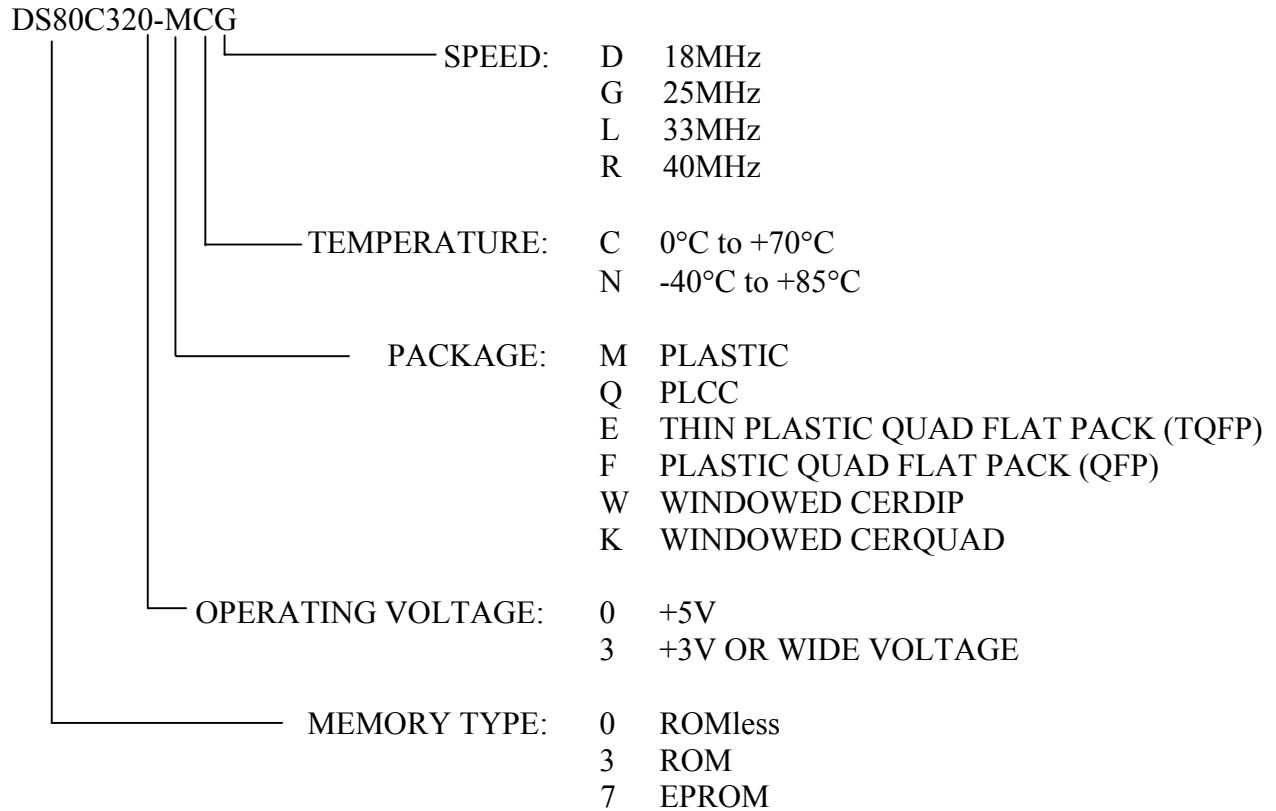 DS80C320-MCG
SPEED: D 18MHz
G 25MHz
L 33MHz
R 40MHz
TEMPERATURE: C 0°C to +70°C
N -40°C to +85°C
PACKAGE: M PLASTIC
Q PLCC
E THIN PLASTIC QUAD FLAT PACK (TQFP)
F PLASTIC QUAD FLAT PACK (QFP)
W WINDOWED CERDIP
K WINDOWED CERQUAD
OPERATING VOLTAGE: 0 +5V
3 +3V OR WIDE VOLTAGE
MEMORY TYPE: 0 ROMless
3 ROM
7 EPROM